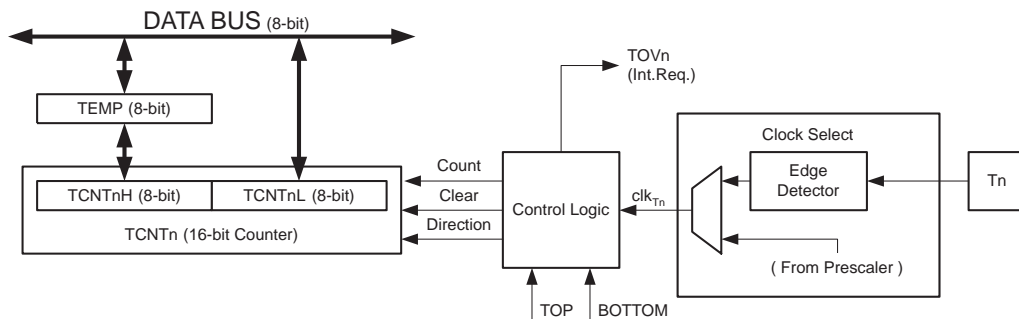 DATA BUS (8-bit)
TOVn
(Int.Req.)
TEMP (8-bit)
Clock Select
Count
Edge
Detector
Tn
TCNTnH (8-bit)
TCNTnL (8-bit)
Clear
Control Logic
clkTn
TCNTn (16-bit Counter)
Direction
( From Prescaler )
TOP
BOTTOM